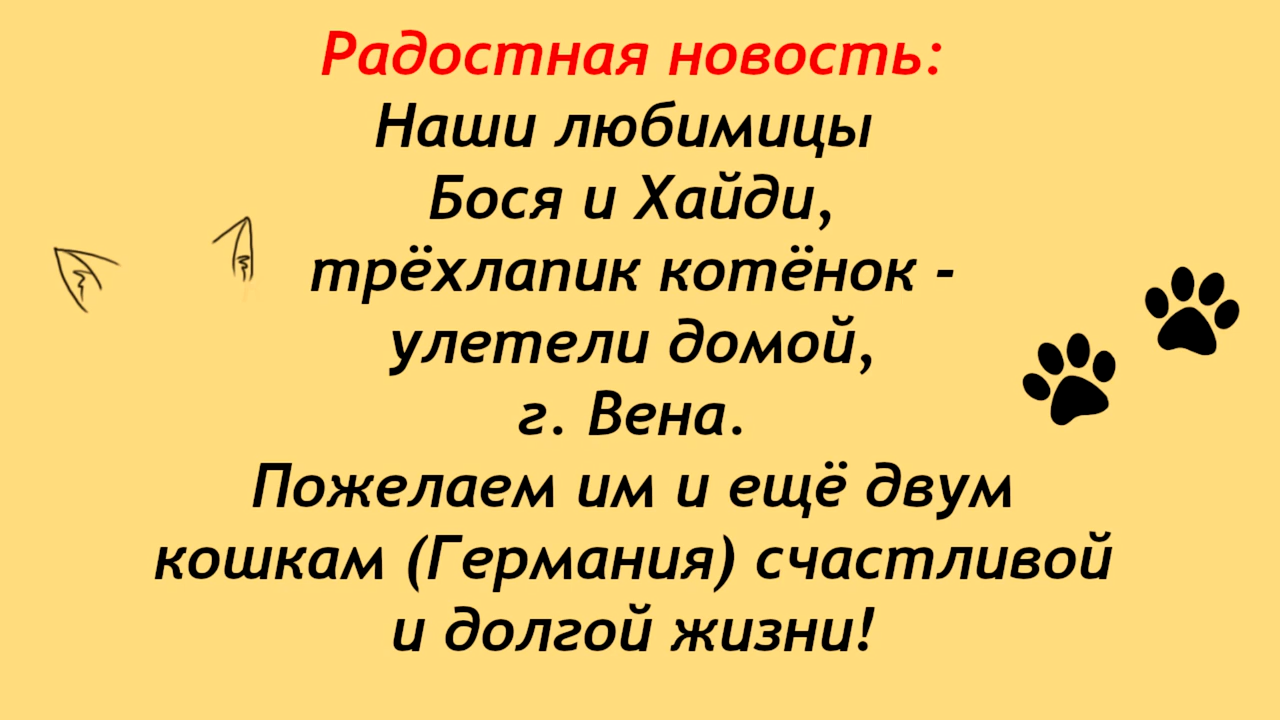 Радостная новость:
Наши любимицы
Бося и Хайди,
трёхлапик котёнок -
улетели домой,
г. Вена.
Пожелаем им и ещё двум
кошкам (Германия) счастливой
и долгой жизни!